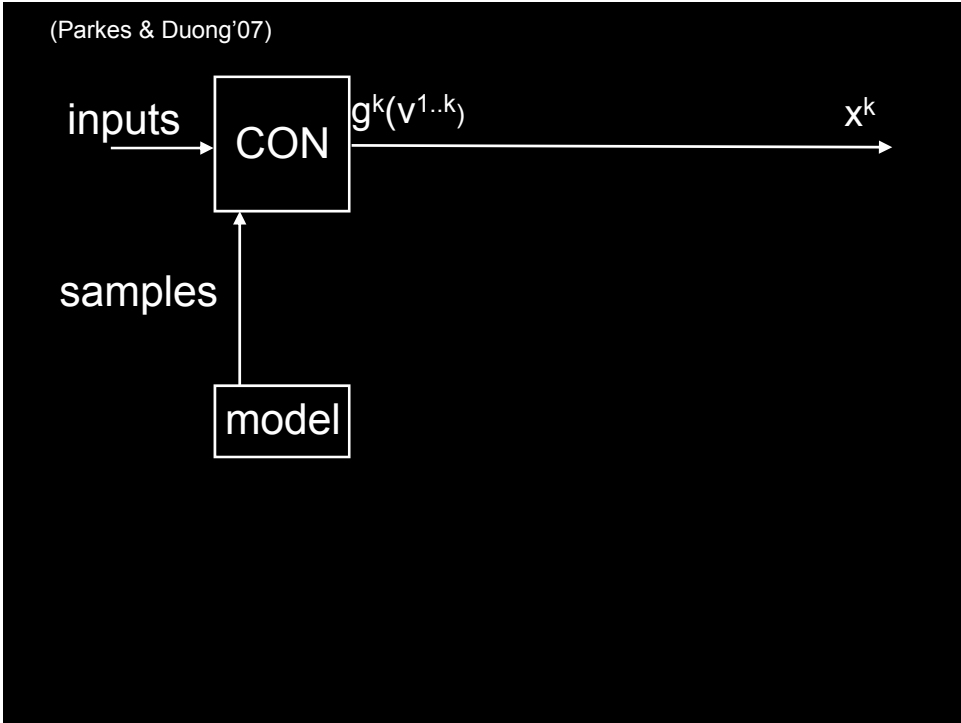 (Parkes & Duong'07)
inputs
CON
gᵏ(v¹··ᵏ)
xᵏ
samples
model